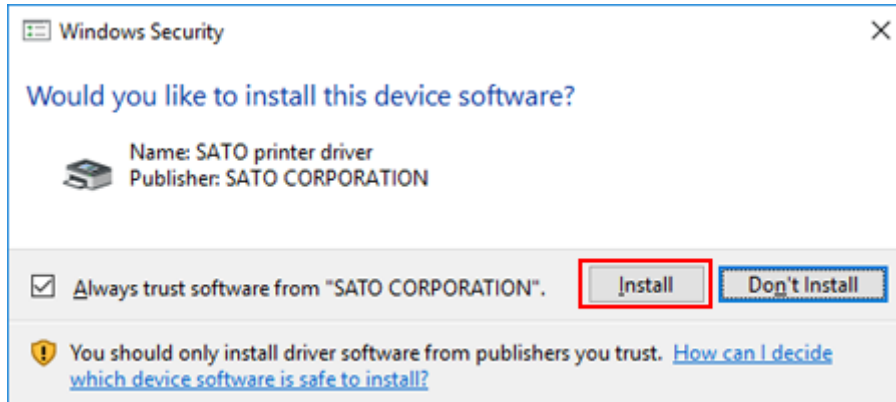 Windows Security
Would you like to install this device software?
Name: SATO printer driver
Publisher: SATO CORPORATION
Always trust software from "SATO CORPORATION".
Install
Don't Install
You should only install driver software from publishers you trust. How can I decide
which device software is safe to install?